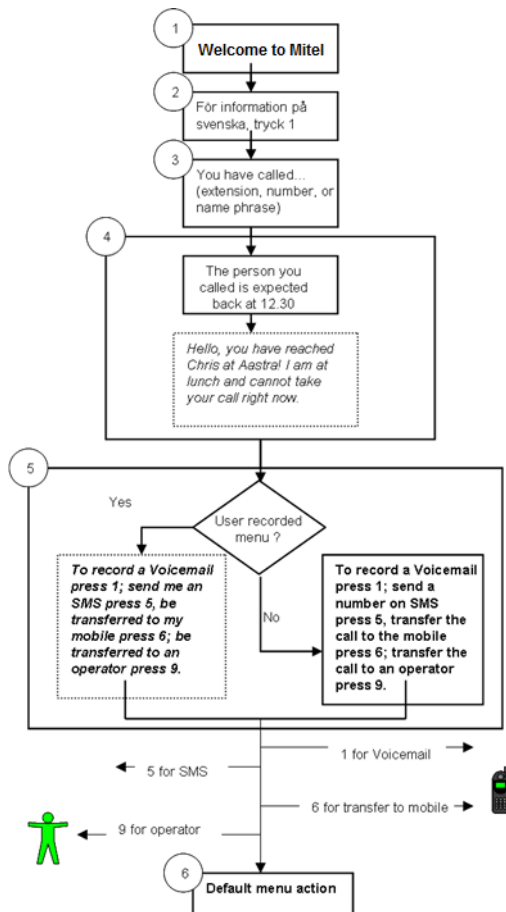 1
Welcome to Mitel
2
För information på
svenska, tryck 1
3
You have called...
(extension, number, or
name phrase)
4
The person you
called is expected
back at 12.30
Hello, you have reached
Chris at Aastra! I am at
lunch and cannot take
your call right now.
5
Yes
User recorded
menu ?
To record a Voicemail
press 1; send me an
SMS press 5, be
transferred to my
mobile press 6; be
transferred to an
operator press 9.
No
To record a Voicemail
press 1; send a
number on SMS
press 5, transfer the
call to the mobile
press 6; transfer the
call to an operator
press 9.
1 for Voicemail
5 for SMS
6 for transfer to mobile
9 for operator
6
Default menu action